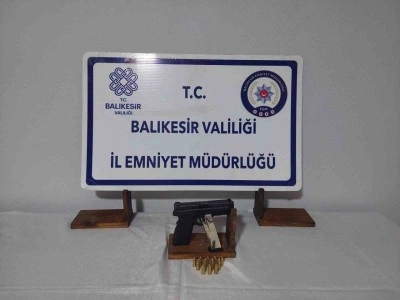 T.C.
BALIKESİR
VALİLİĞİ
T.C.
BALIKESİR VALİLİĞİ
İL EMNİYET MÜDÜRLÜĞÜ